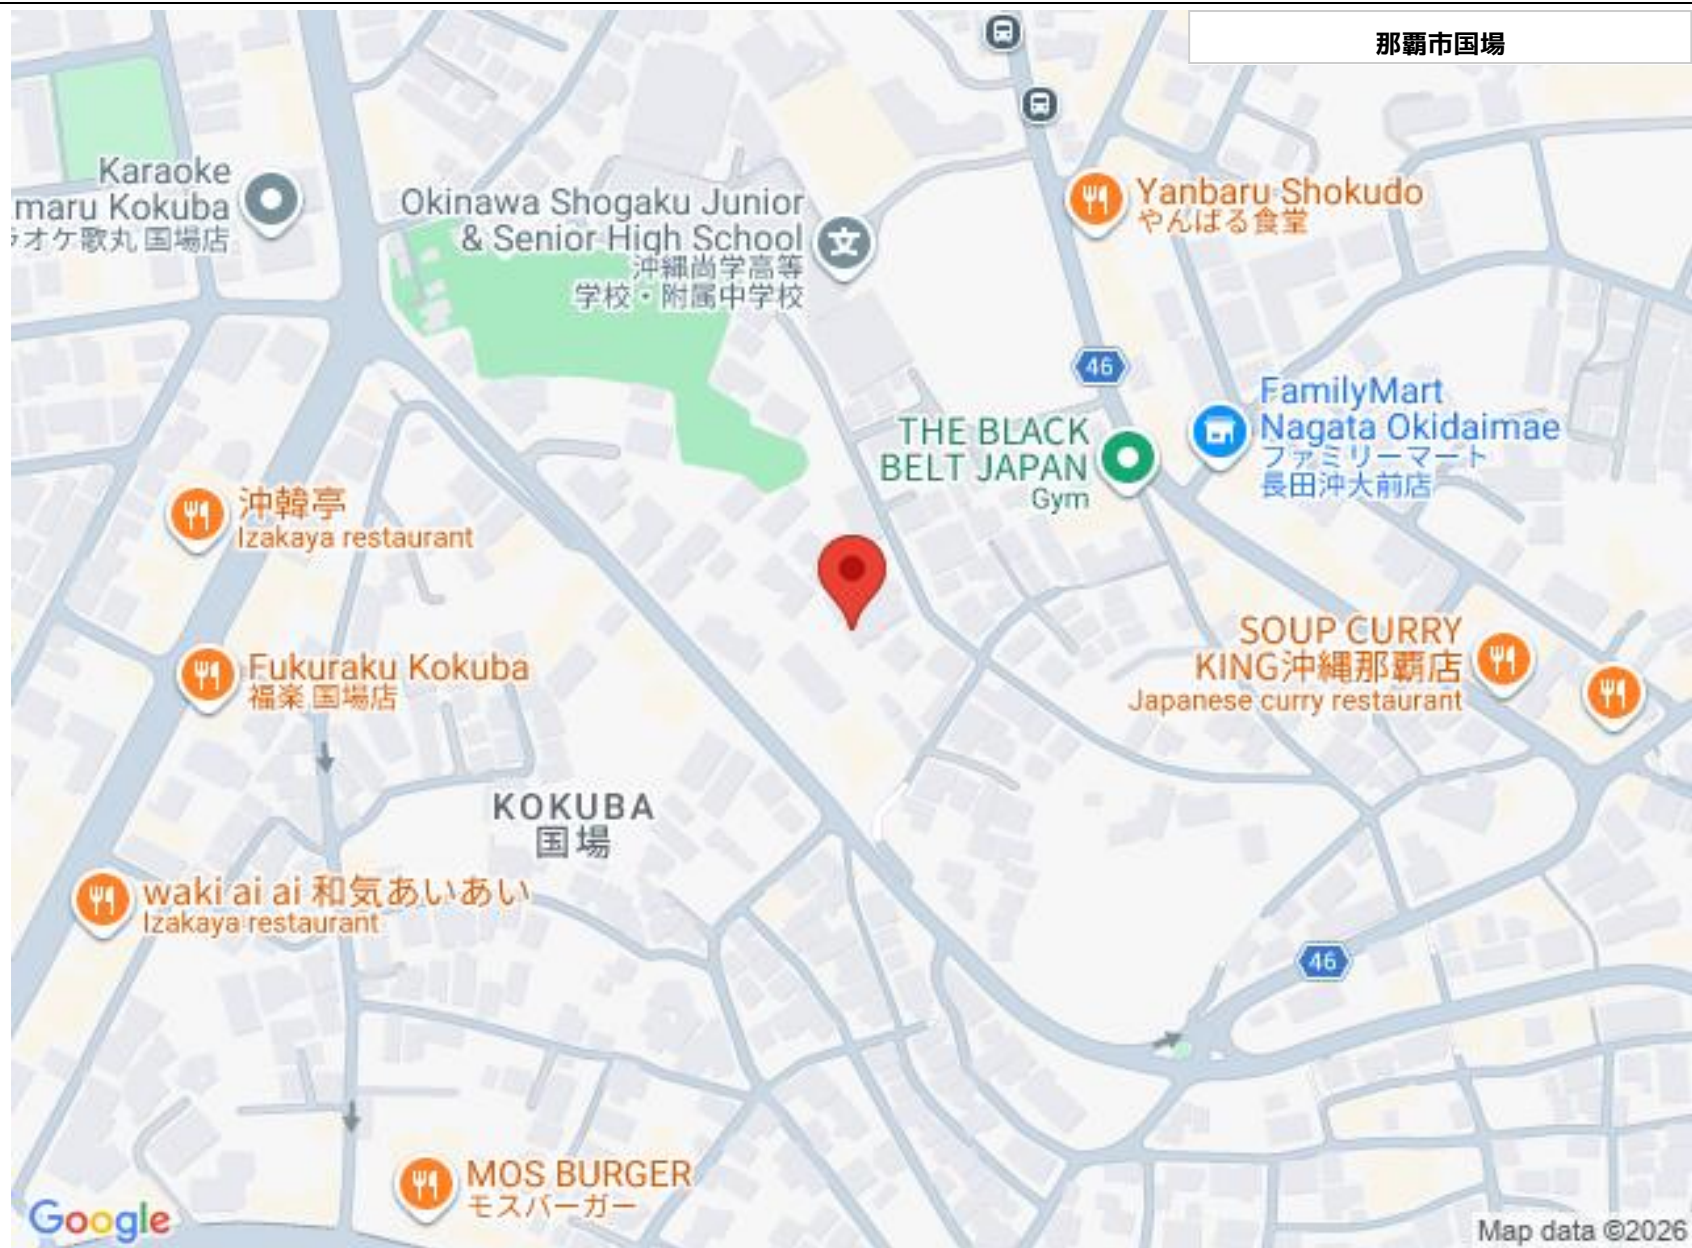 那覇市国場
Karaoke
maru Kokuba
オケ歌丸 国場店
Okinawa Shogaku Junior
& Senior High School
沖縄尚学高等
学校・附属中学校
Yanbaru Shokudo
やんばる食堂
46
FamilyMart
Nagata Okidaimae
ファミリーマート
長田沖大前店
THE BLACK
BELT JAPAN
Gym
沖韓亭
Izakaya restaurant
SOUP CURRY
KING沖縄那覇店
Japanese curry restaurant
Fukuraku Kokuba
福楽 国場店
KOKUBA
国場
waki ai ai 和気あいあい
Izakaya restaurant
46
MOS BURGER
モスバーガー
Google
Map data ©2026